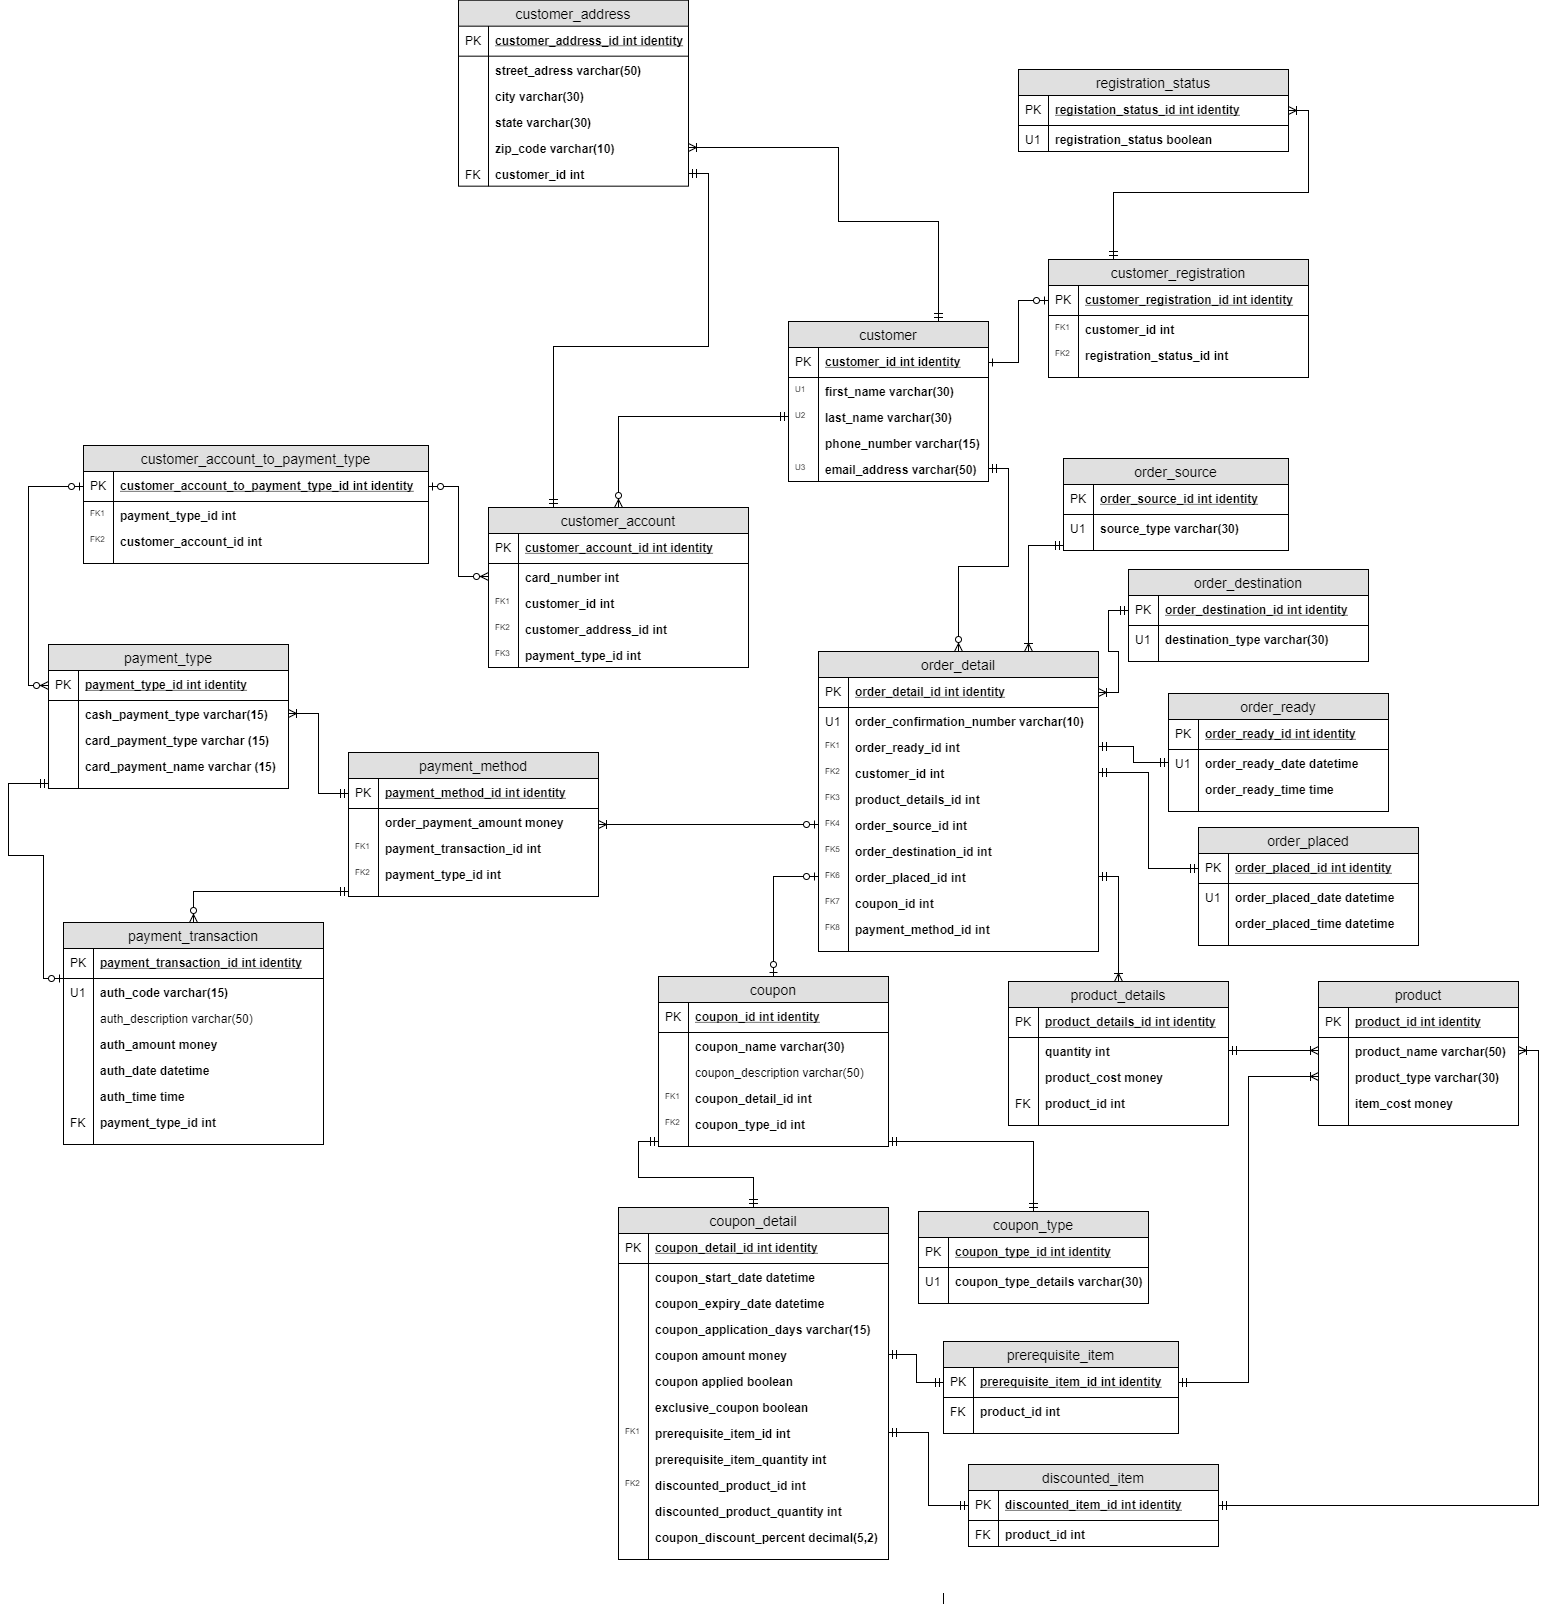 customer_address
PK customer_address_id int identity
street_adress varchar(50)
city varchar(30)
state varchar(30)
zip_code varchar(10)
FK customer_id int
registration_status
PK registation_status_id int identity
U1 registration_status boolean
customer_registration
PK customer_registration_id int identity
FK1 customer_id int
FK2 registration_status_id int
customer
PK customer_id int identity
U1 first_name varchar(30)
U2 last_name varchar(30)
phone_number varchar(15)
U3 email_address varchar(50)
customer_account_to_payment_type
PK customer_account_to_payment_type_id int identity
FK1 payment_type_id int
FK2 customer_account_id int
customer_account
PK customer_account_id int identity
card_number int
FK1 customer_id int
FK2 customer_address_id int
FK3 payment_type_id int
order_source
PK order_source_id int identity
U1 source_type varchar(30)
order_destination
PK order_destination_id int identity
U1 destination_type varchar(30)
payment_type
PK payment_type_id int identity
cash_payment_type varchar(15)
card_payment_type varchar (15)
card_payment_name varchar (15)
order_detail
PK order_detail_id int identity
U1 order_confirmation_number varchar(10)
FK1 order_ready_id int
FK2 customer_id int
FK3 product_details_id int
FK4 order_source_id int
FK5 order_destination_id int
FK6 order_placed_id int
FK7 coupon_id int
FK8 payment_method_id int
order_ready
PK order_ready_id int identity
U1 order_ready_date datetime
order_ready_time time
payment_method
PK payment_method_id int identity
order_payment_amount money
FK1 payment_transaction_id int
FK2 payment_type_id int
order_placed
PK order_placed_id int identity
U1 order_placed_date datetime
order_placed_time datetime
payment_transaction
PK payment_transaction_id int identity
U1 auth_code varchar(15)
auth_description varchar(50)
auth_amount money
auth_date datetime
auth_time time
FK payment_type_id int
coupon
PK coupon_id int identity
coupon_name varchar(30)
coupon_description varchar(50)
FK1 coupon_detail_id int
FK2 coupon_type_id int
product_details
PK product_details_id int identity
quantity int
product_cost money
FK product_id int
product
PK product_id int identity
product_name varchar(50)
product_type varchar(30)
item_cost money
coupon_detail
PK coupon_detail_id int identity
coupon_start_date datetime
coupon_expiry_date datetime
coupon_application_days varchar(15)
coupon amount money
coupon applied boolean
exclusive_coupon boolean
FK1 prerequisite_item_id int
prerequisite_item_quantity int
FK2 discounted_product_id int
discounted_product_quantity int
coupon_discount_percent decimal(5,2)
coupon_type
PK coupon_type_id int identity
U1 coupon_type_details varchar(30)
prerequisite_item
PK prerequisite_item_id int identity
FK product_id int
discounted_item
PK discounted_item_id int identity
FK product_id int